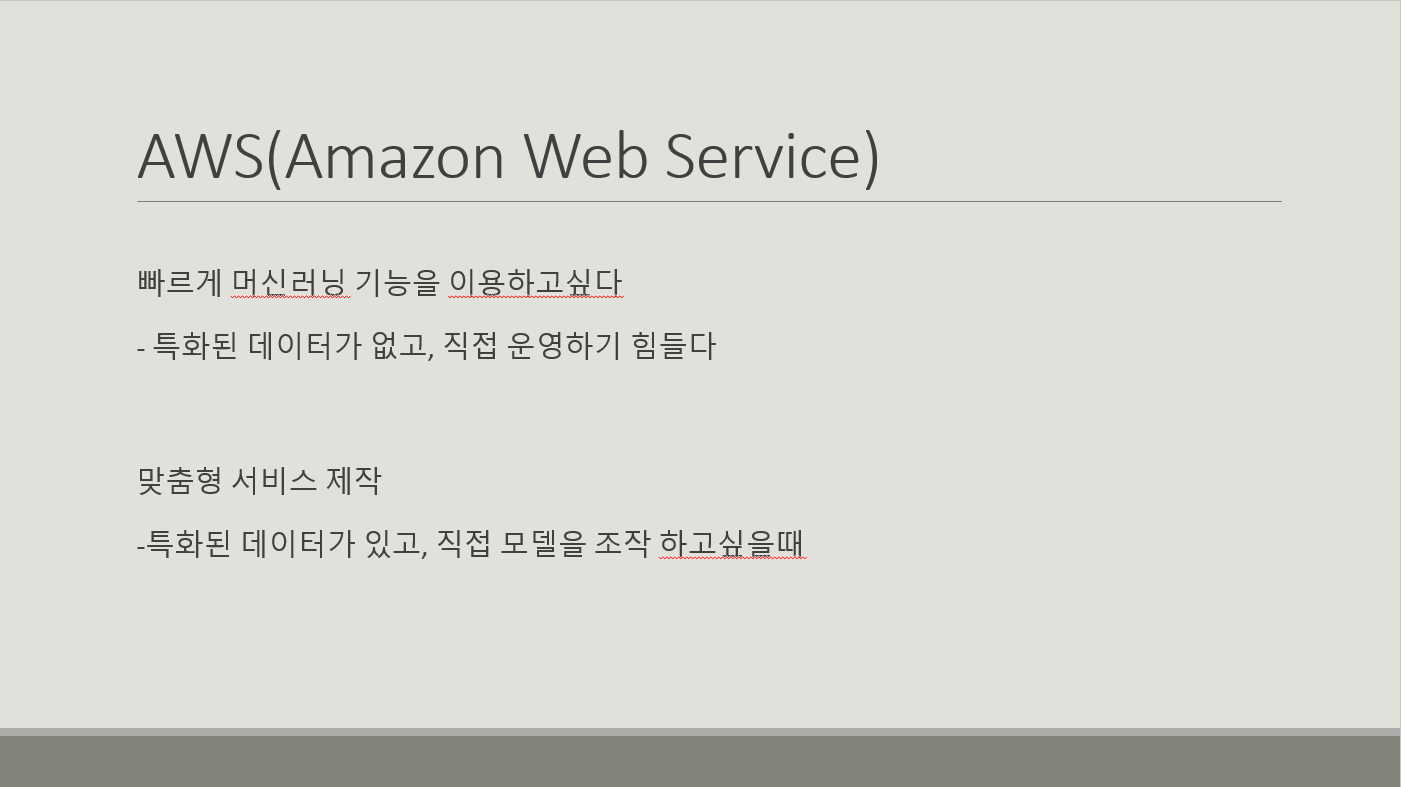 AWS(Amazon Web Service)
빠르게 머신러닝 기능을 이용하고싶다
- 특화된 데이터가 없고, 직접 운영하기 힘들다
맞춤형 서비스 제작
-특화된 데이터가 있고, 직접 모델을 조작 하고싶을때